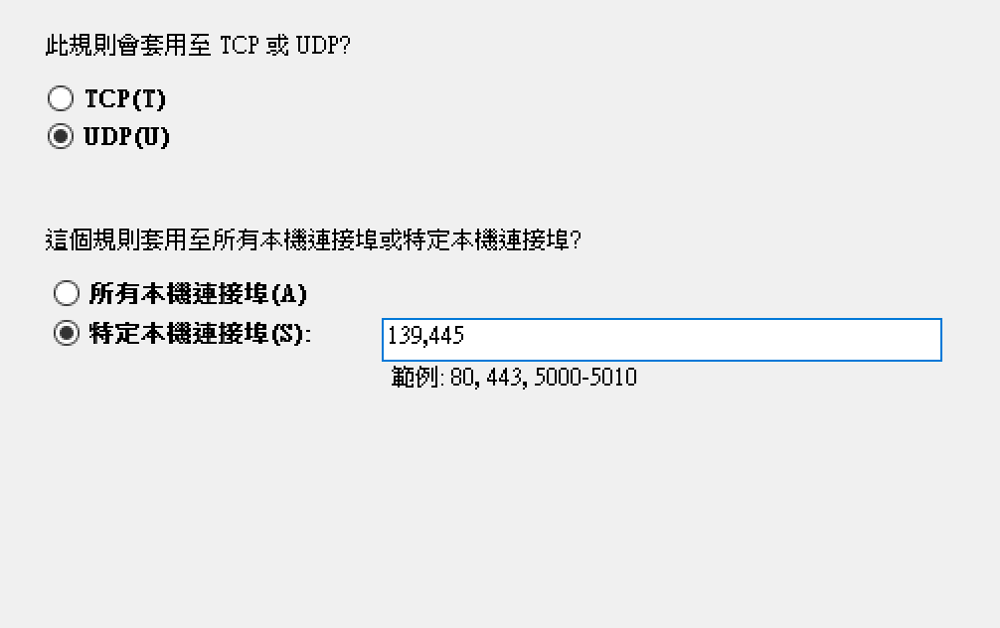 此規則會套用至 TCP 或 UDP?
TCP(T)
UDP(U)
這個規則套用至所有本機連接埠或特定本機連接埠?
所有本機連接埠(A)
特定本機連接埠(S): 139,445
範例: 80, 443, 5000-5010